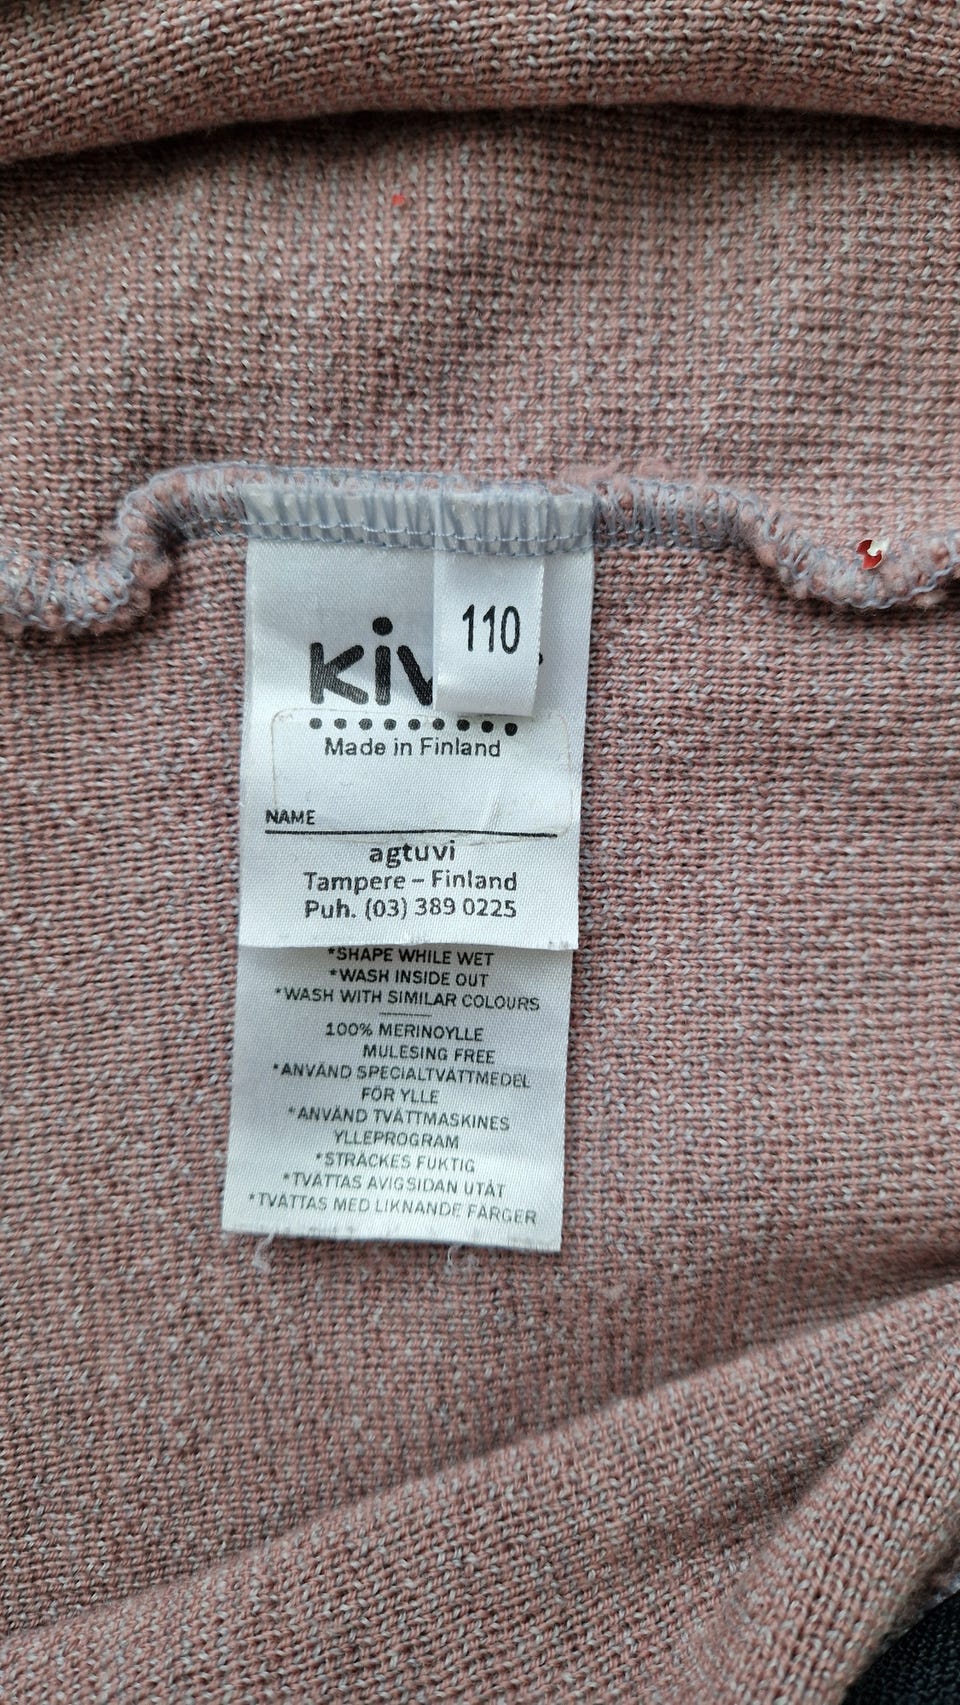 110
Made in Finland
NAME
agtuvi
Tampere – Finland
Puh. (03) 389 0225
*SHAPE WHILE WET
*WASH INSIDE OUT
*WASH WITH SIMILAR COLOURS
100% MERINOYLLE
MULESING FREE
*ANVÄND SPECIALTVÄTTMEDEL
FÖR YLLE
*ANVÄND TVÄTTMASKINES
YLLEPROGRAM
*STRÄCKES FUKTIG
*TVÄTTAS AVIGSIDAN UTÅT
*TVÄTTAS MED LIKNANDE FÄRGER